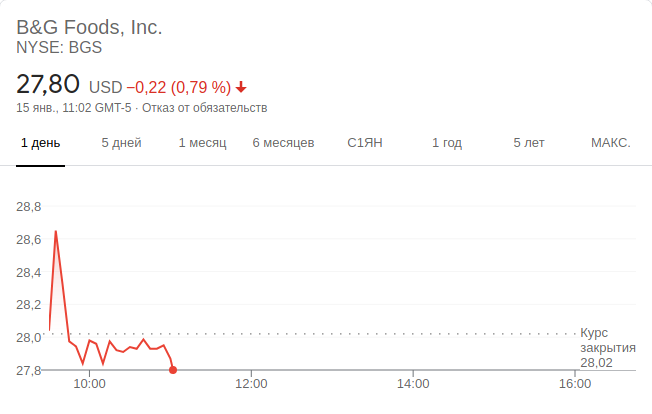 B&G Foods, Inc.
NYSE: BGS
27,80 USD −0,22 (0,79 %)
15 янв., 11:02 GMT-5 · Отказ от обязательств
1 день 5 дней 1 месяц 6 месяцев С1ЯН 1 год 5 лет МАКС.
28,8
28,6
28,4
28,2
28,0
27,8
Курс
закрытия
28,02
10:00 12:00 14:00 16:00